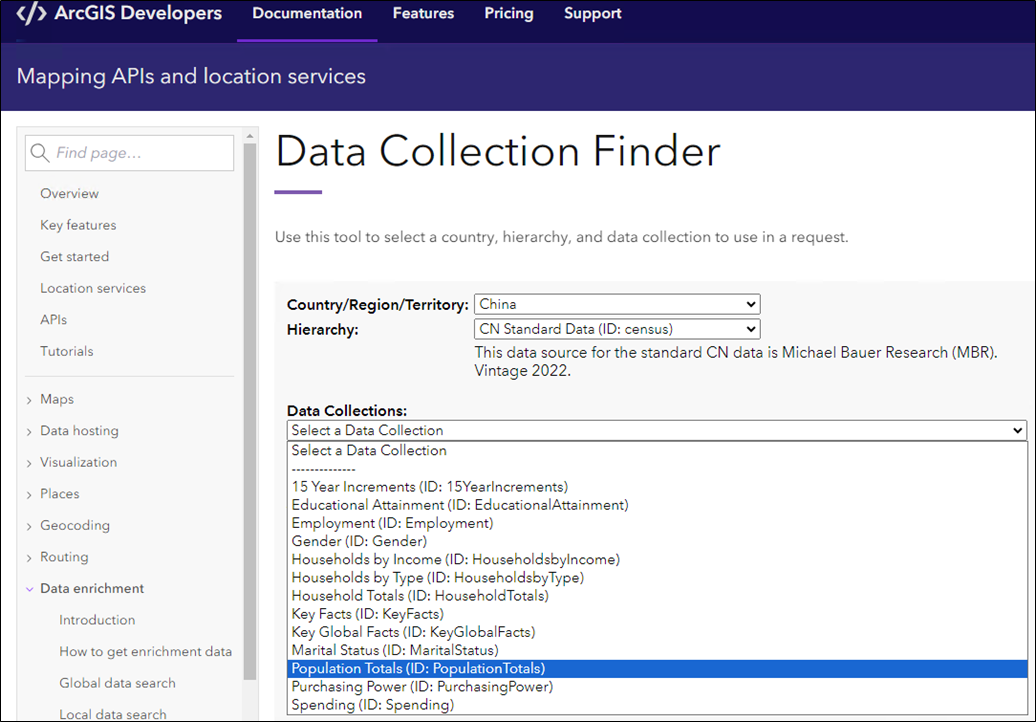 </> ArcGIS Developers Documentation Features Pricing Support
Mapping APIs and location services
Find page...
Overview
Key features
Get started
Location services
APIs
Tutorials
Maps
Data hosting
Visualization
Places
Geocoding
Routing
Data enrichment
Introduction
How to get enrichment data
Global data search
Local data search
Data Collection Finder
Use this tool to select a country, hierarchy, and data collection to use in a request.
Country/Region/Territory: China
Hierarchy: CN Standard Data (ID: census)
This data source for the standard CN data is Michael Bauer Research (MBR).
Vintage 2022.
Data Collections:
Select a Data Collection
Select a Data Collection
--------------
15 Year Increments (ID: 15YearIncrements)
Educational Attainment (ID: EducationalAttainment)
Employment (ID: Employment)
Gender (ID: Gender)
Households by Income (ID: HouseholdsbyIncome)
Households by Type (ID: HouseholdsbyType)
Household Totals (ID: HouseholdTotals)
Key Facts (ID: KeyFacts)
Key Global Facts (ID: KeyGlobalFacts)
Marital Status (ID: MaritalStatus)
Population Totals (ID: PopulationTotals)
Purchasing Power (ID: PurchasingPower)
Spending (ID: Spending)